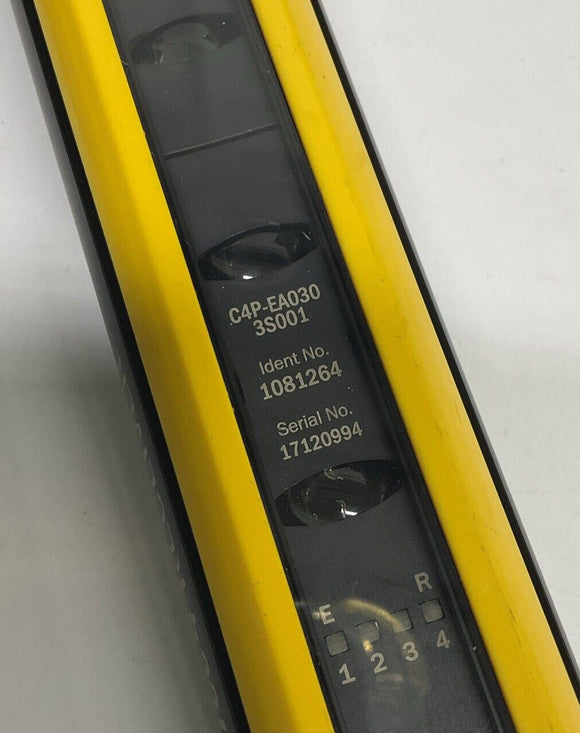 C4P-EA030
3S001
Ident No.
1081264
Serial No.
17120994
E R
1 2 3 4